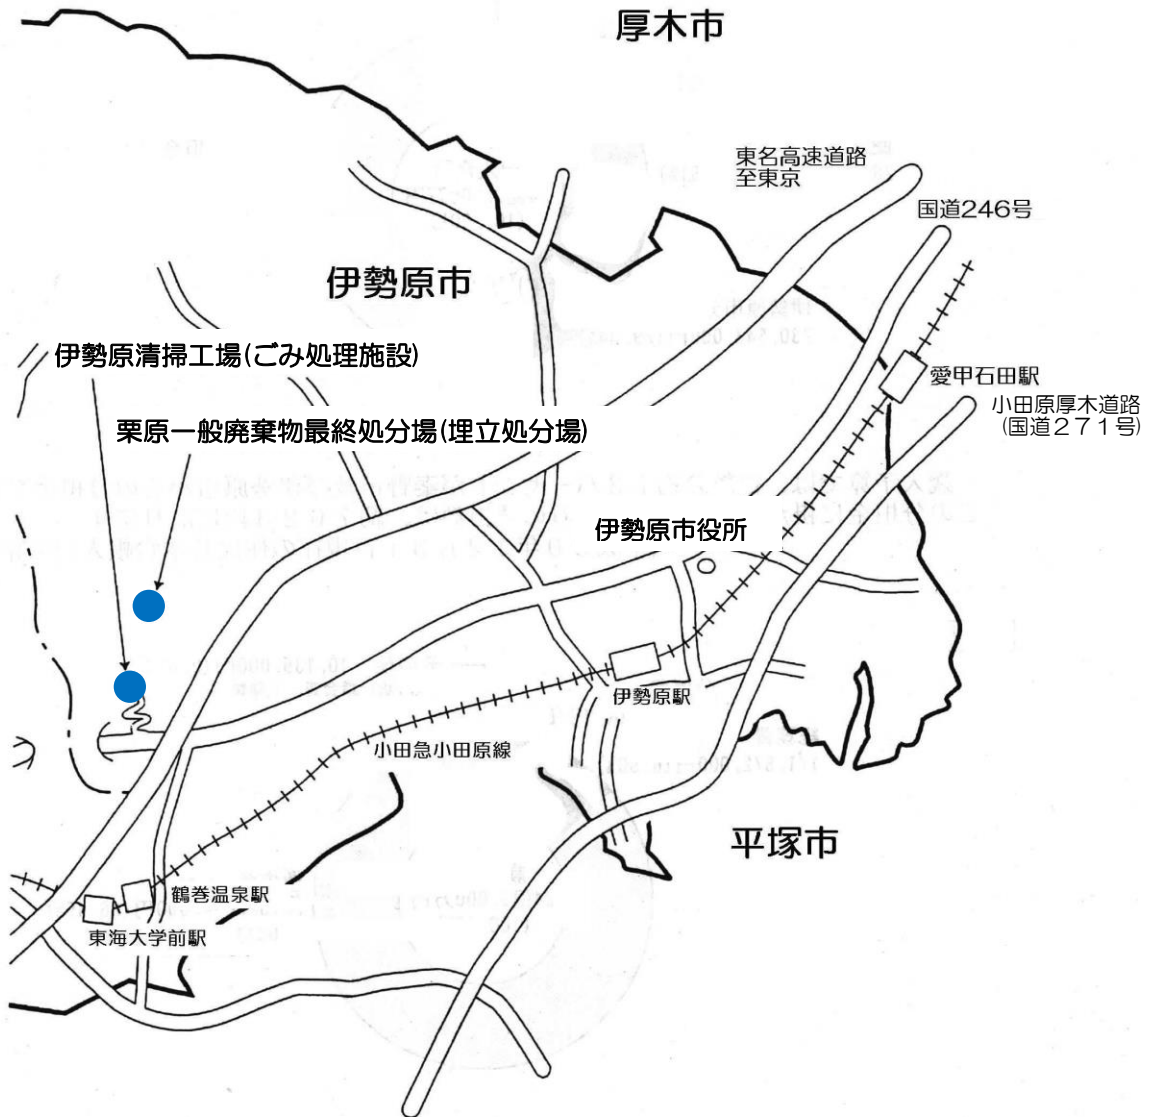 厚木市
東名高速道路
至東京
国道246号
伊勢原市
伊勢原清掃工場(ごみ処理施設)
愛甲石田駅
小田原厚木道路
(国道271号)
栗原一般廃棄物最終処分場(埋立処分場)
伊勢原市役所
伊勢原駅
小田急小田原線
平塚市
鶴巻温泉駅
東海大学前駅